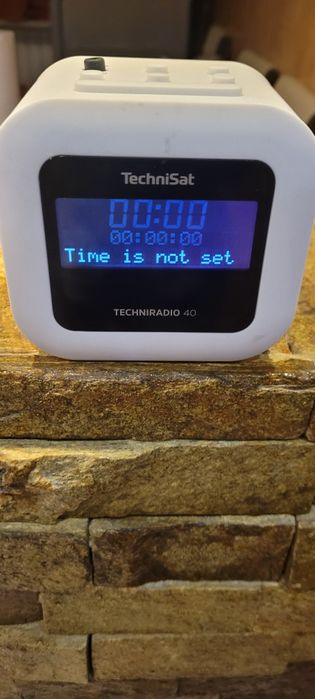 TechniSat
00:00
00:00:00
Time is not set
TECHNIRADIO 40